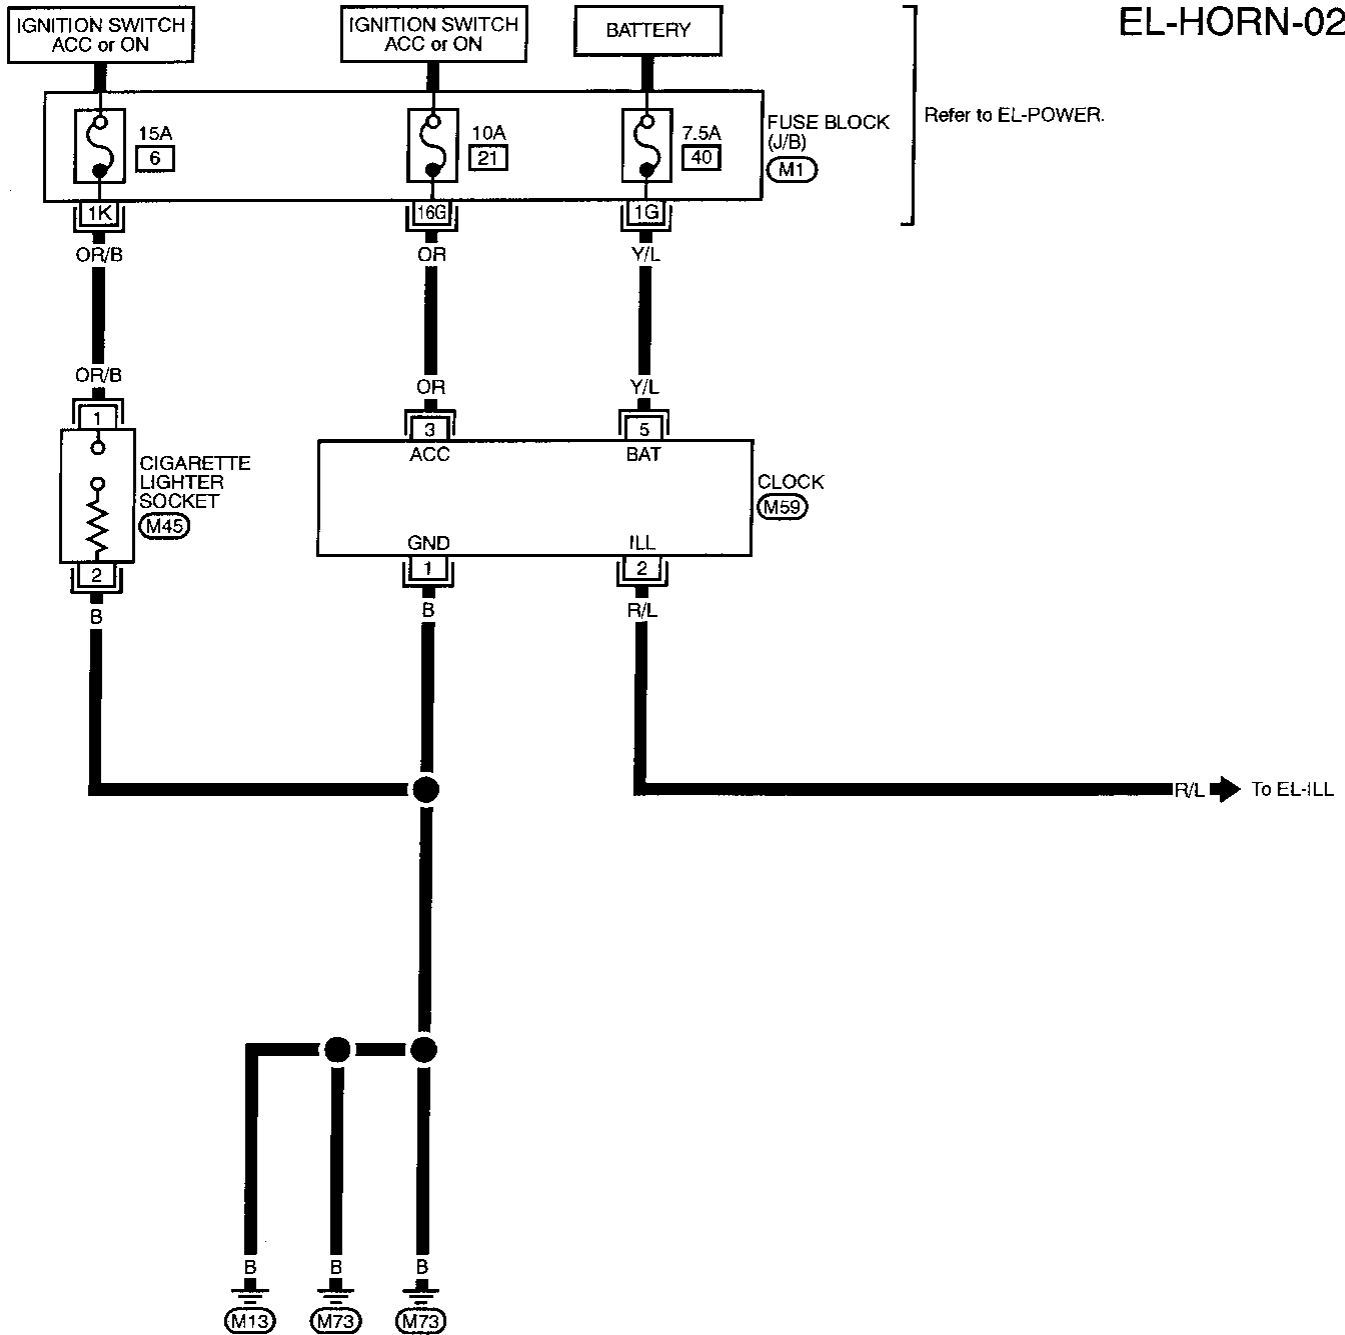 EL-HORN-02
IGNITION SWITCH
ACC or ON
IGNITION SWITCH
ACC or ON
BATTERY
15A
6
10A
21
7.5A
40
FUSE BLOCK
(J/B)
M1
Refer to EL-POWER.
1K
16G
1G
OR/B
OR
Y/L
OR/B
OR
Y/L
1
3
5
ACC
BAT
CIGARETTE
LIGHTER
SOCKET
M45
CLOCK
M59
GND
ILL
2
1
2
B
B
R/L
R/L
To EL-ILL
B
B
B
M13
M73
M73